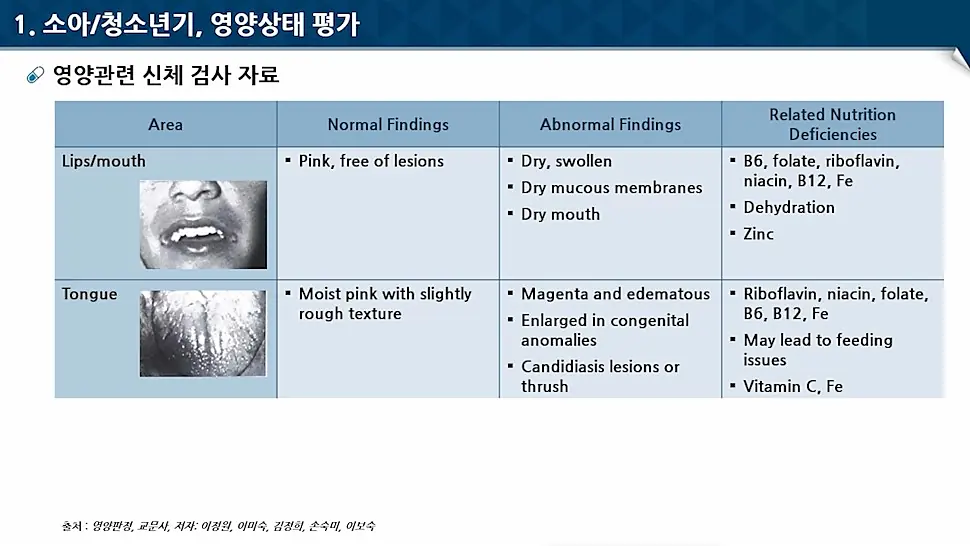 1. 소아/청소년기, 영양상태 평가
영양관련 신체 검사 자료
Area
Normal Findings
Abnormal Findings
Related Nutrition
Deficiencies
Lips/mouth
▪ Pink, free of lesions
▪ Dry, swollen
▪ Dry mucous membranes
▪ Dry mouth
▪ B6, folate, riboflavin,
niacin, B12, Fe
▪ Dehydration
▪ Zinc
Tongue
▪ Moist pink with slightly
rough texture
▪ Magenta and edematous
▪ Enlarged in congenital
anomalies
▪ Candidiasis lesions or
thrush
▪ Riboflavin, niacin, folate,
B6, B12, Fe
▪ May lead to feeding
issues
▪ Vitamin C, Fe
출처 : 영양판정, 교문사, 저자: 이정원, 이미숙, 김정희, 손숙미, 이보숙